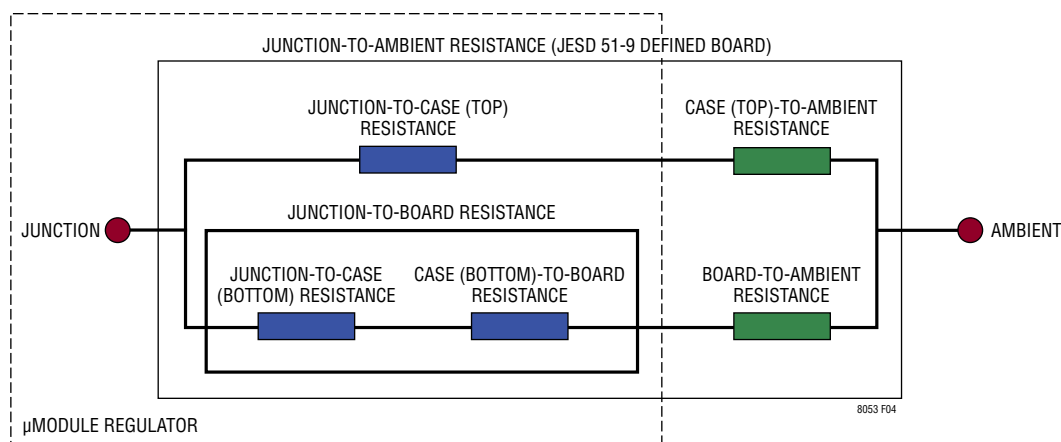 JUNCTION-TO-AMBIENT RESISTANCE (JESD 51-9 DEFINED BOARD)
JUNCTION-TO-CASE (TOP)
RESISTANCE
CASE (TOP)-TO-AMBIENT
RESISTANCE
JUNCTION-TO-BOARD RESISTANCE
JUNCTION
AMBIENT
JUNCTION-TO-CASE
(BOTTOM) RESISTANCE
CASE (BOTTOM)-TO-BOARD
RESISTANCE
BOARD-TO-AMBIENT
RESISTANCE
8053 F04
µMODULE REGULATOR